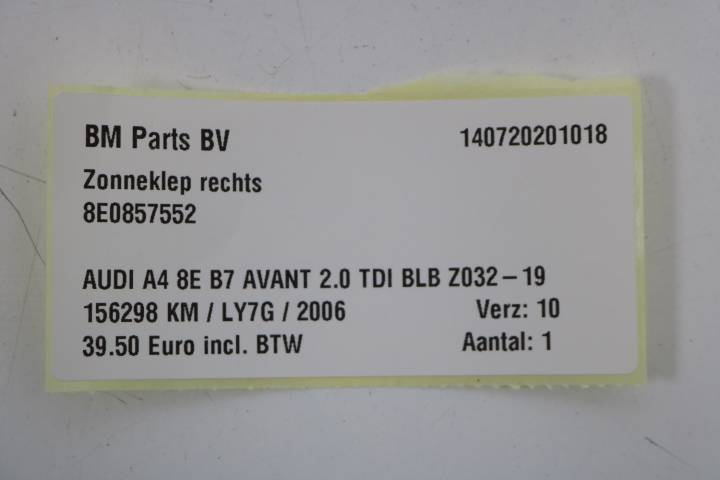 BM Parts BV 140720201018
Zonneklep rechts
8E0857552
AUDI A4 8E B7 AVANT 2.0 TDI BLB Z032-19
156298 KM / LY7G / 2006 Verz: 10
39.50 Euro incl. BTW Aantal: 1